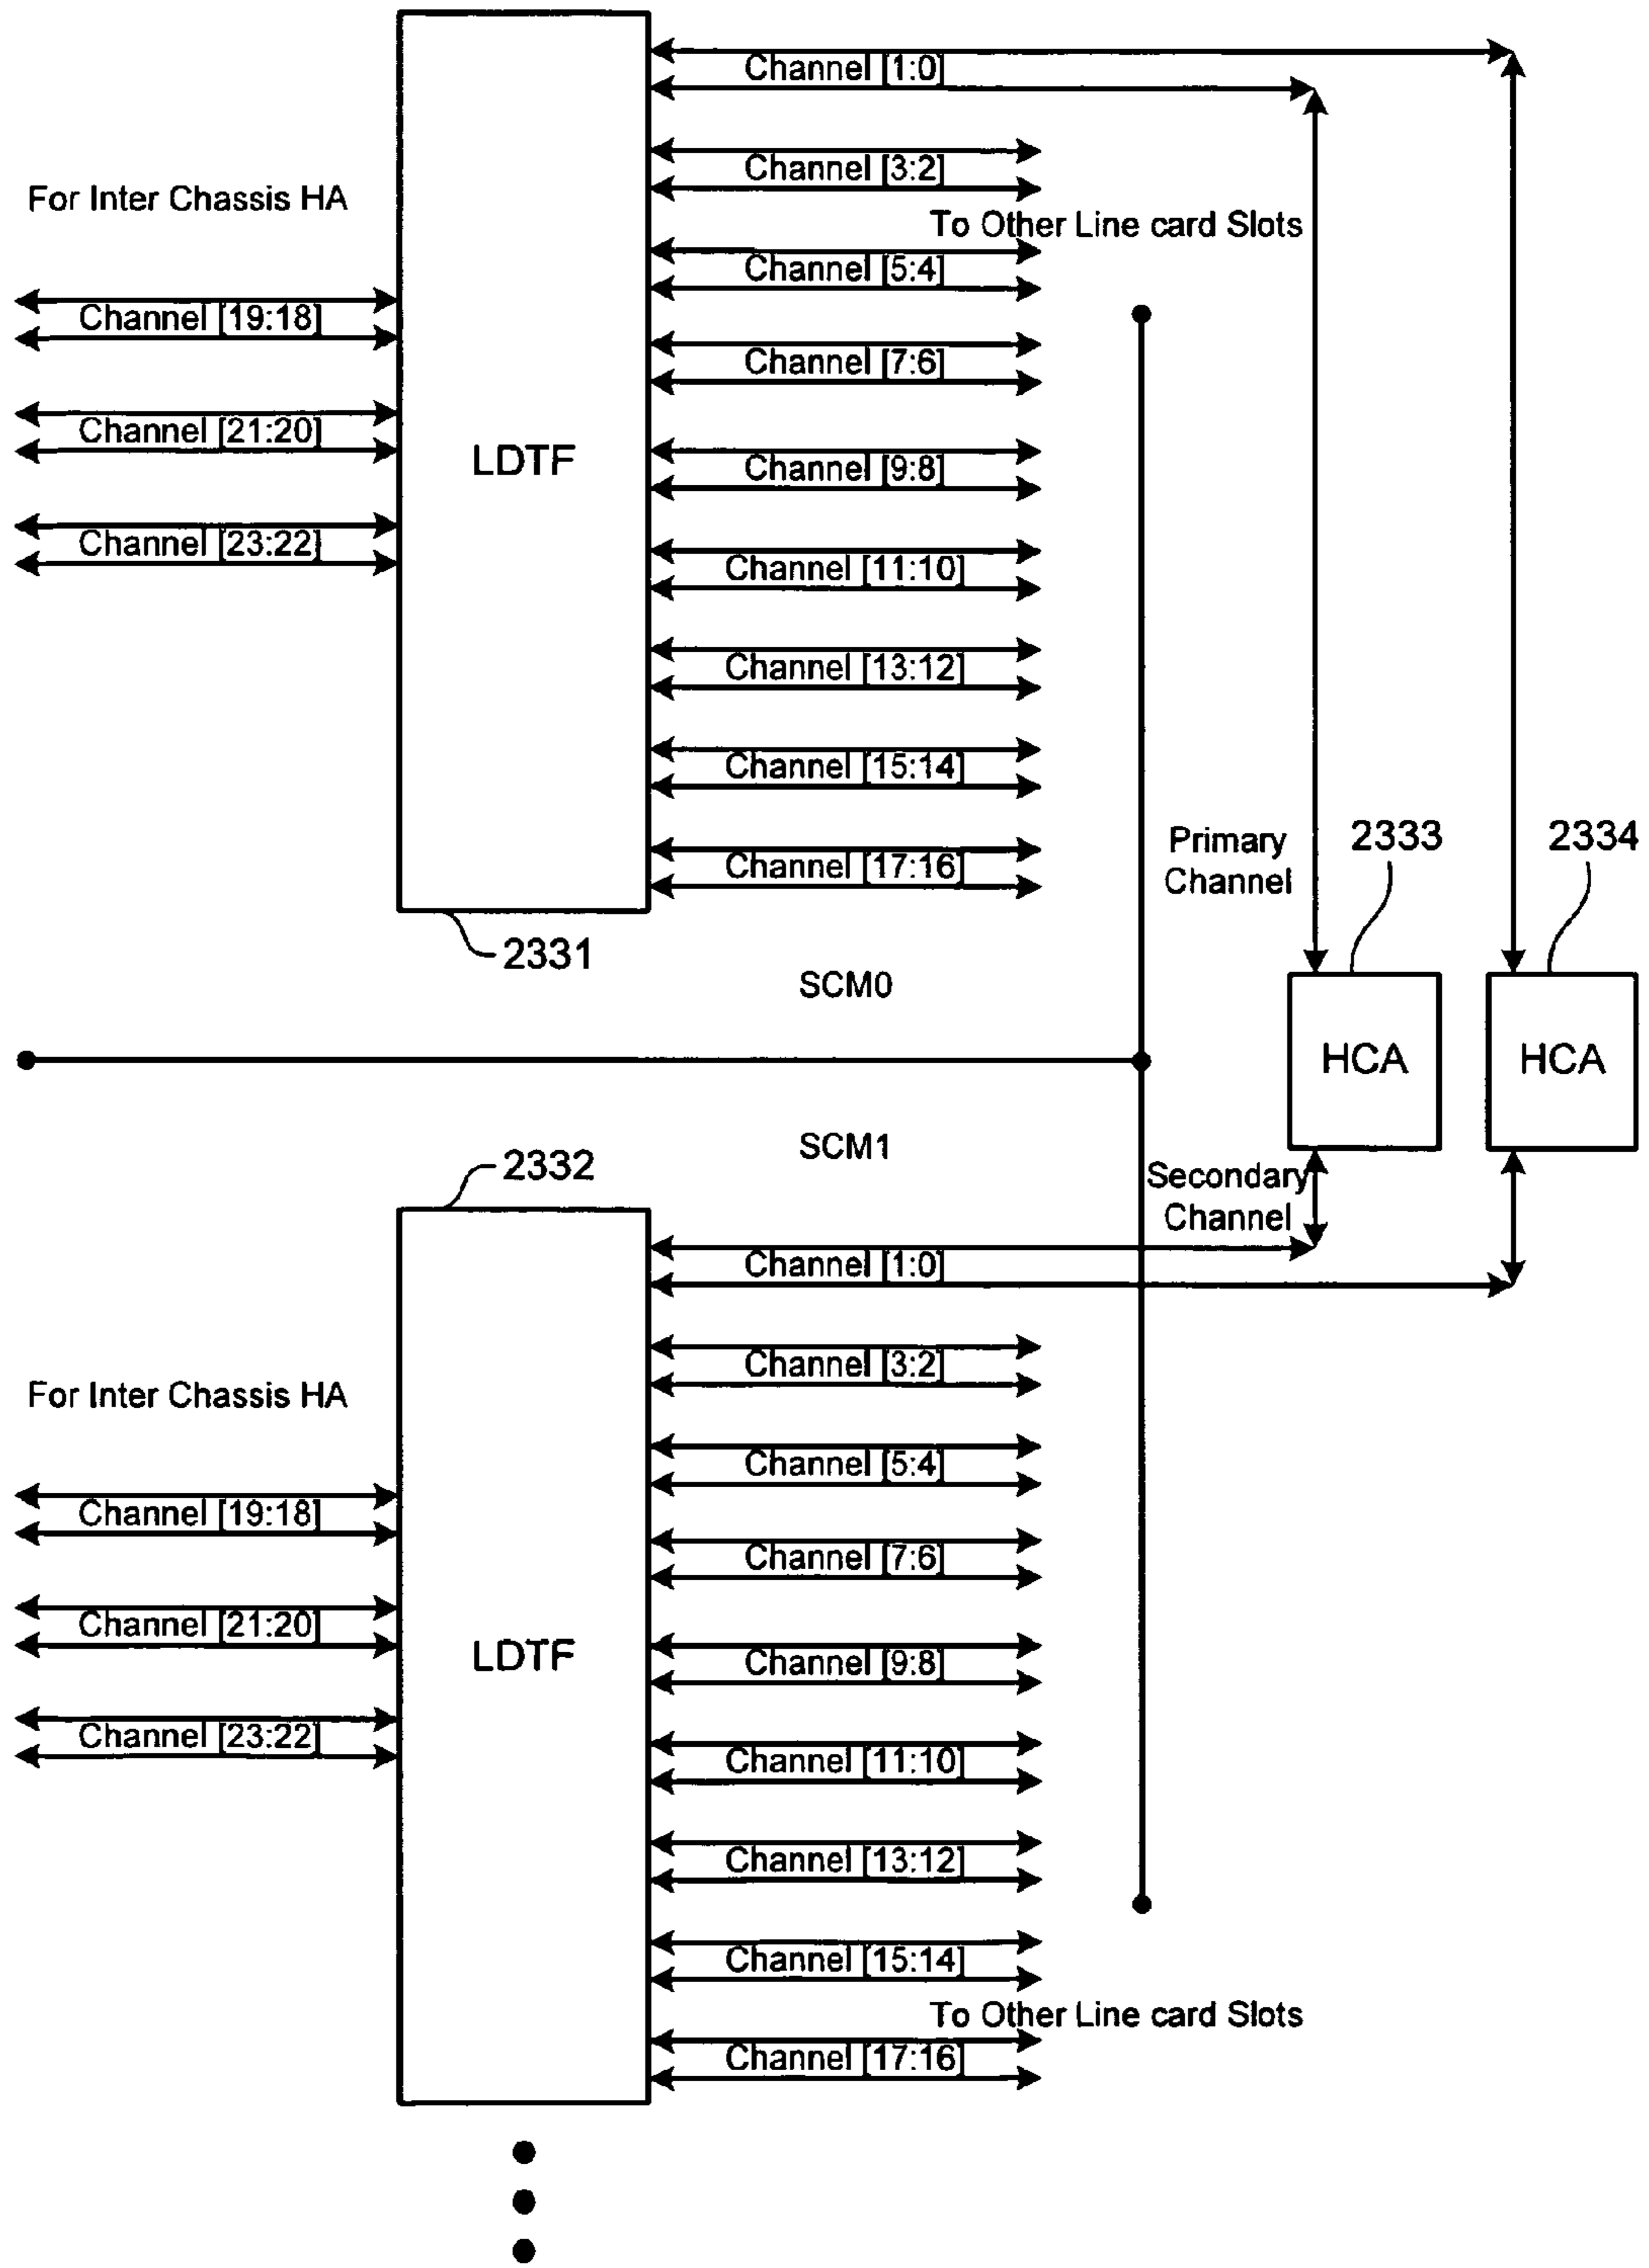 Channel [1:0]
Channel [3:2]
For Inter Chassis HA
To Other Line card Slots
Channel [5:4]
Channel [19:18]
Channel [7:6]
Channel [21:20]
LDTF
Channel [9:8]
Channel [23:22]
Channel [11:10]
Channel [13:12]
Channel [15:14]
Primary
Channel
2333
2334
Channel [17:16]
2331
SCM0
HCA
HCA
SCM1
2332
Secondary
Channel
Channel [1:0]
Channel [3:2]
For Inter Chassis HA
Channel [5:4]
Channel [19:18]
Channel [7:6]
Channel [21:20]
LDTF
Channel [9:8]
Channel [23:22]
Channel [11:10]
Channel [13:12]
Channel [15:14]
To Other Line card Slots
Channel [17:16]